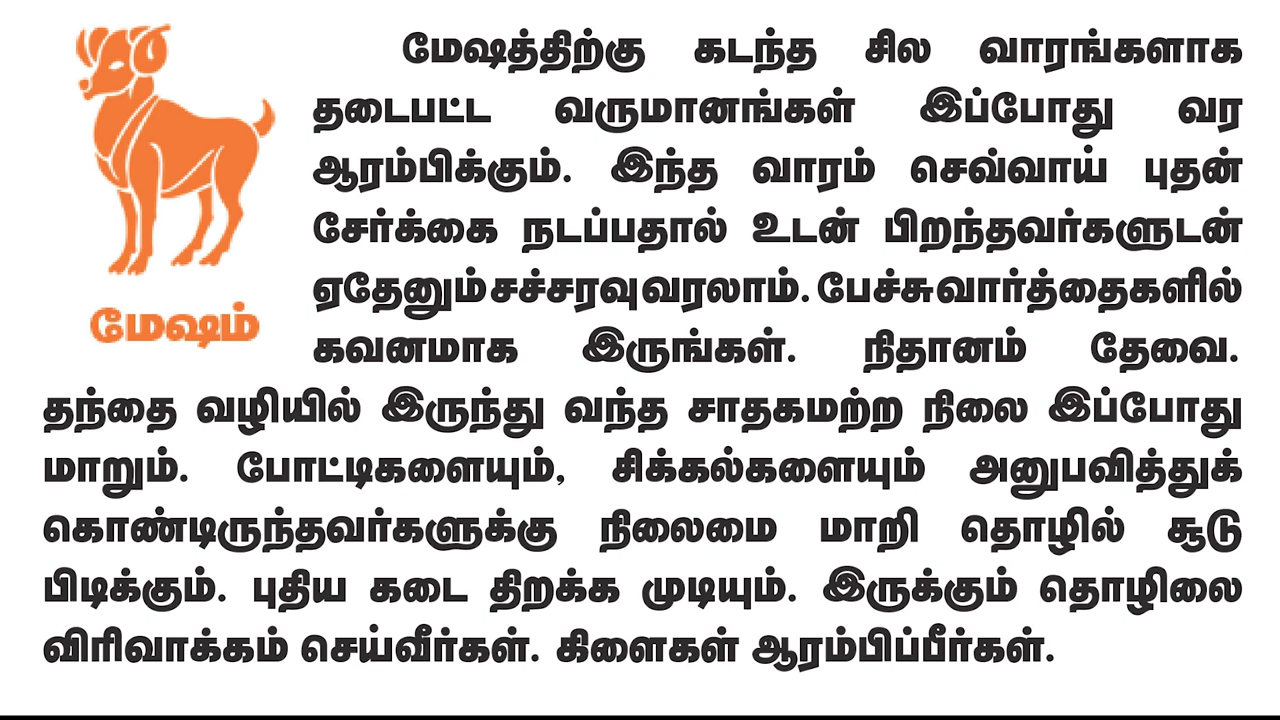 மேஷத்திற்கு கடந்த சில வாரங்களாக
தடைபட்ட வருமானங்கள் இப்போது வர
ஆரம்பிக்கும். இந்த வாரம் செவ்வாய் புதன்
சேர்க்கை நடப்பதால் உடன் பிறந்தவர்களுடன்
ஏதேனும் சச்சரவு வரலாம். பேச்சு வார்த்தைகளில்
மேஷம்
கவனமாக இருங்கள். நிதானம் தேவை.
தந்தை வழியில் இருந்து வந்த சாதகமற்ற நிலை இப்போது
மாறும். போட்டிகளையும், சிக்கல்களையும் அனுபவித்துக்
கொண்டிருந்தவர்களுக்கு நிலைமை மாறி தொழில் சூடு
பிடிக்கும். புதிய கடை திறக்க முடியும். இருக்கும் தொழிலை
விரிவாக்கம் செய்வீர்கள். கிளைகள் ஆரம்பிப்பீர்கள்.